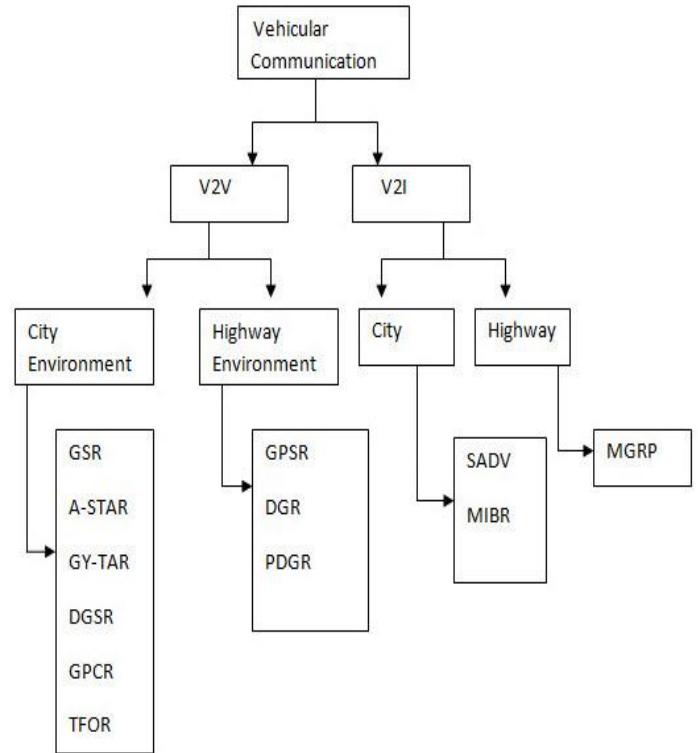 Vehicular
Communication
V2V
V2I
City
Environment
Highway
Environment
City
Highway
GSR
A-STAR
GY-TAR
DGSR
GPCR
TFOR
GPSR
DGR
PDGR
SADV
MIBR
MGRP